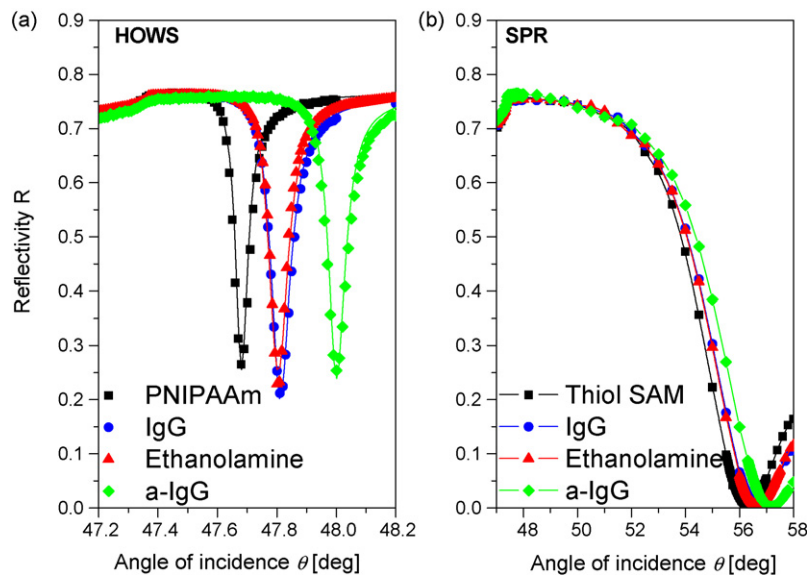 (a)
HOWS
Reflectivity R
0.9
0.8
0.7
0.6
0.5
0.4
0.3
0.2
0.1
0.0
PNIPAAm
IgG
Ethanolamine
a-IgG
47.2 47.4 47.6 47.8 48.0 48.2
Angle of incidence θ [deg]
(b)
SPR
0.9
0.8
0.7
0.6
0.5
0.4
0.3
0.2
0.1
0.0
Thiol SAM
IgG
Ethanolamine
a-IgG
48 50 52 54 56 58
Angle of incidence θ [deg]